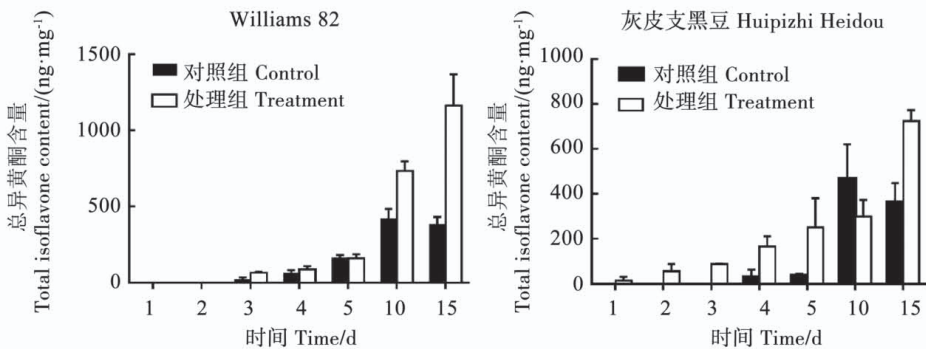 Williams 82
总异黄酮含量
Total isoflavone content/(ng·mg⁻¹)
1500
1000
500
0
对照组 Control
处理组 Treatment
1 2 3 4 5 10 15
时间 Time/d
灰皮支黑豆 Huipizhi Heidou
总异黄酮含量
Total isoflavone content/(ng·mg⁻¹)
1000
800
600
400
200
0
对照组 Control
处理组 Treatment
1 2 3 4 5 10 15
时间 Time/d